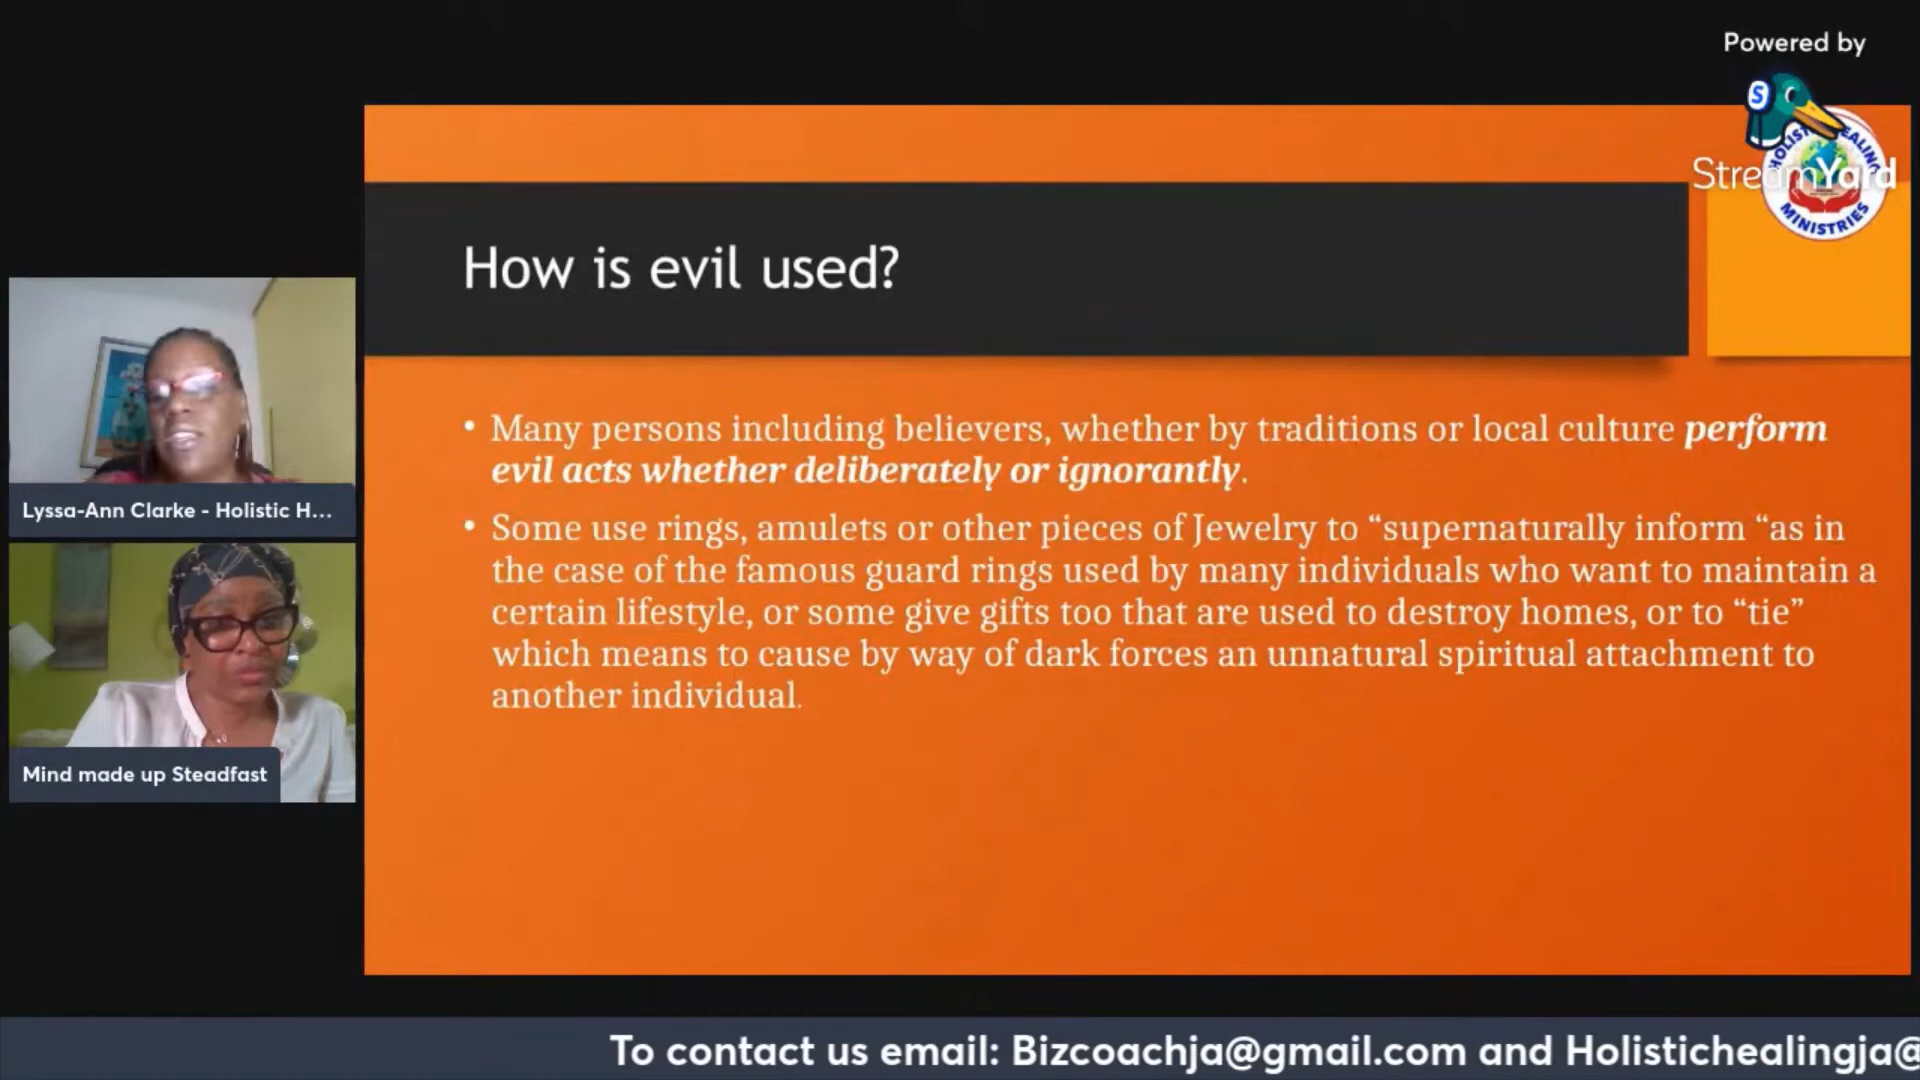 Powered by
S
StreamYard
HOLIS EALING
MINISTRIES
How is evil used?
• Many persons including believers, whether by traditions or local culture perform
evil acts whether deliberately or ignorantly.
• Some use rings, amulets or other pieces of Jewelry to “supernaturally inform “as in
the case of the famous guard rings used by many individuals who want to maintain a
certain lifestyle, or some give gifts too that are used to destroy homes, or to “tie”
which means to cause by way of dark forces an unnatural spiritual attachment to
another individual.
Lyssa-Ann Clarke - Holistic H...
Mind made up Steadfast
To contact us email: Bizcoachja@gmail.com and Holistichealingja@